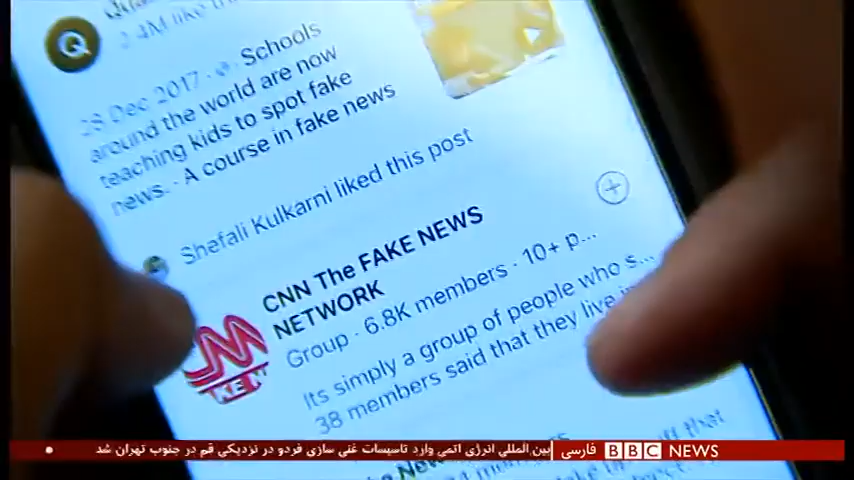 2.4M like th
28 Dec 2017 · Schools
around the world are now
teaching kids to spot fake
news. · A course in fake news
Shefali Kulkarni liked this post
CNN The FAKE NEWS
NETWORK
Group · 6.8K members · 10+ p...
Its simply a group of people who s...
38 members said that they live in
بین‌المللی انرژی اتمی وارد تاسیسات غنی سازی فردو در نزدیکی قم در جنوب تهران شد
فارسی BBC NEWS